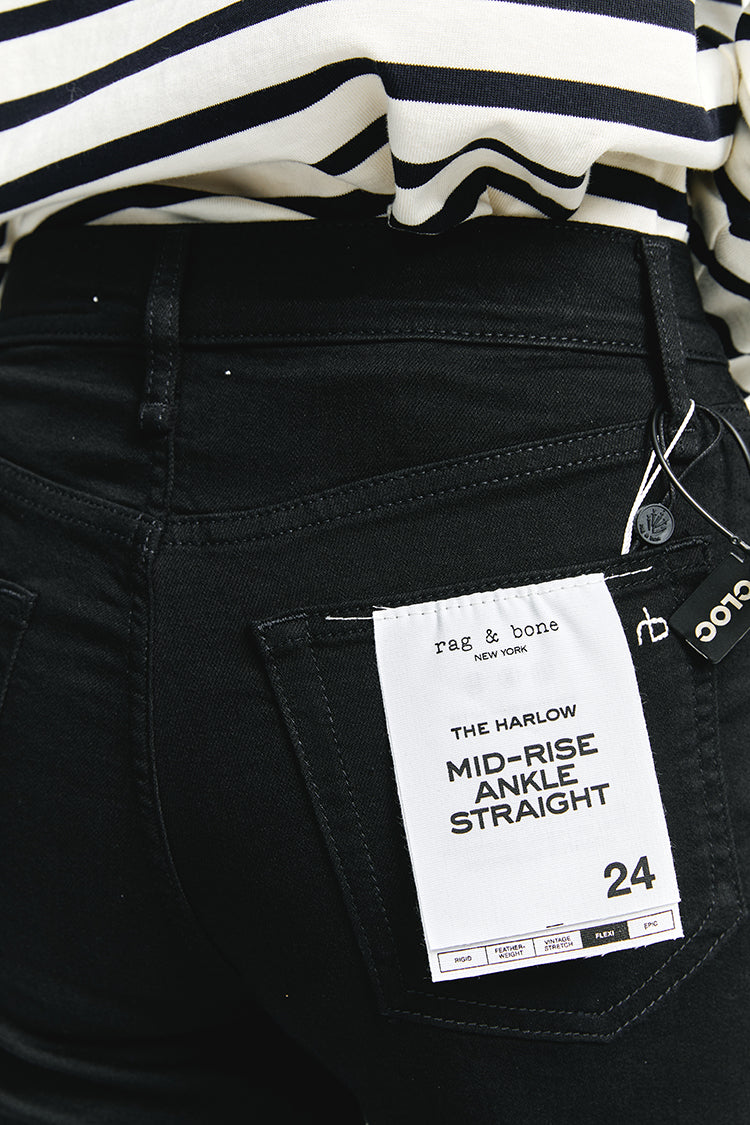 rag & bone
NEW YORK
THE HARLOW
MID-RISE
ANKLE
STRAIGHT
24
RIGID
FEATHER-
WEIGHT
VINTAGE
STRETCH
FLEXI
EPIC
rb
CLOC